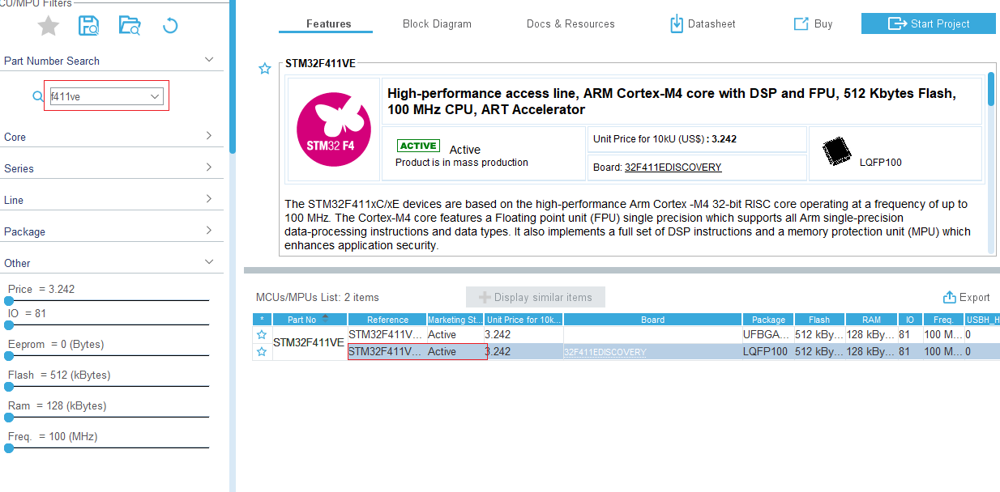 CU/MPU Filters
Part Number Search
f411ve
Core
Series
Line
Package
Other
Price = 3.242
IO = 81
Eeprom = 0 (Bytes)
Flash = 512 (kBytes)
Ram = 128 (kBytes)
Freq. = 100 (MHz)
Features Block Diagram Docs & Resources Datasheet Buy Start Project
STM32F411VE
STM32 F4
High-performance access line, ARM Cortex-M4 core with DSP and FPU, 512 Kbytes Flash,
100 MHz CPU, ART Accelerator
ACTIVE Active
Product is in mass production
Unit Price for 10kU (US$) : 3.242
Board: 32F411EDISCOVERY
LQFP100
The STM32F411xC/xE devices are based on the high-performance Arm Cortex -M4 32-bit RISC core operating at a frequency of up to
100 MHz. The Cortex-M4 core features a Floating point unit (FPU) single precision which supports all Arm single-precision
data-processing instructions and data types. It also implements a full set of DSP instructions and a memory protection unit (MPU) which
enhances application security.
MCUs/MPUs List: 2 items Display similar items Export
* Part No Reference Marketing St... Unit Price for 10k... Board Package Flash RAM IO Freq. USBH_H
STM32F411VE
STM32F411V... Active 3.242 UFBGA... 512 kBy... 128 kBy... 81 100 M... 0
STM32F411V... Active 3.242 32F411EDISCOVERY LQFP100 512 kBy... 128 kBy... 81 100 M... 0